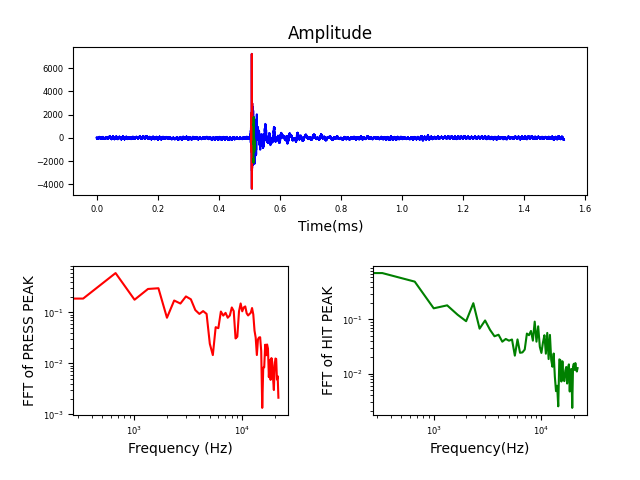 Amplitude
6000
4000
2000
0
−2000
−4000
0.0 0.2 0.4 0.6 0.8 1.0 1.2 1.4 1.6
Time(ms)
FFT of PRESS PEAK
10⁻¹
10⁻²
10⁻³
10³ 10⁴
Frequency (Hz)
FFT of HIT PEAK
10⁻¹
10⁻²
10³ 10⁴
Frequency(Hz)